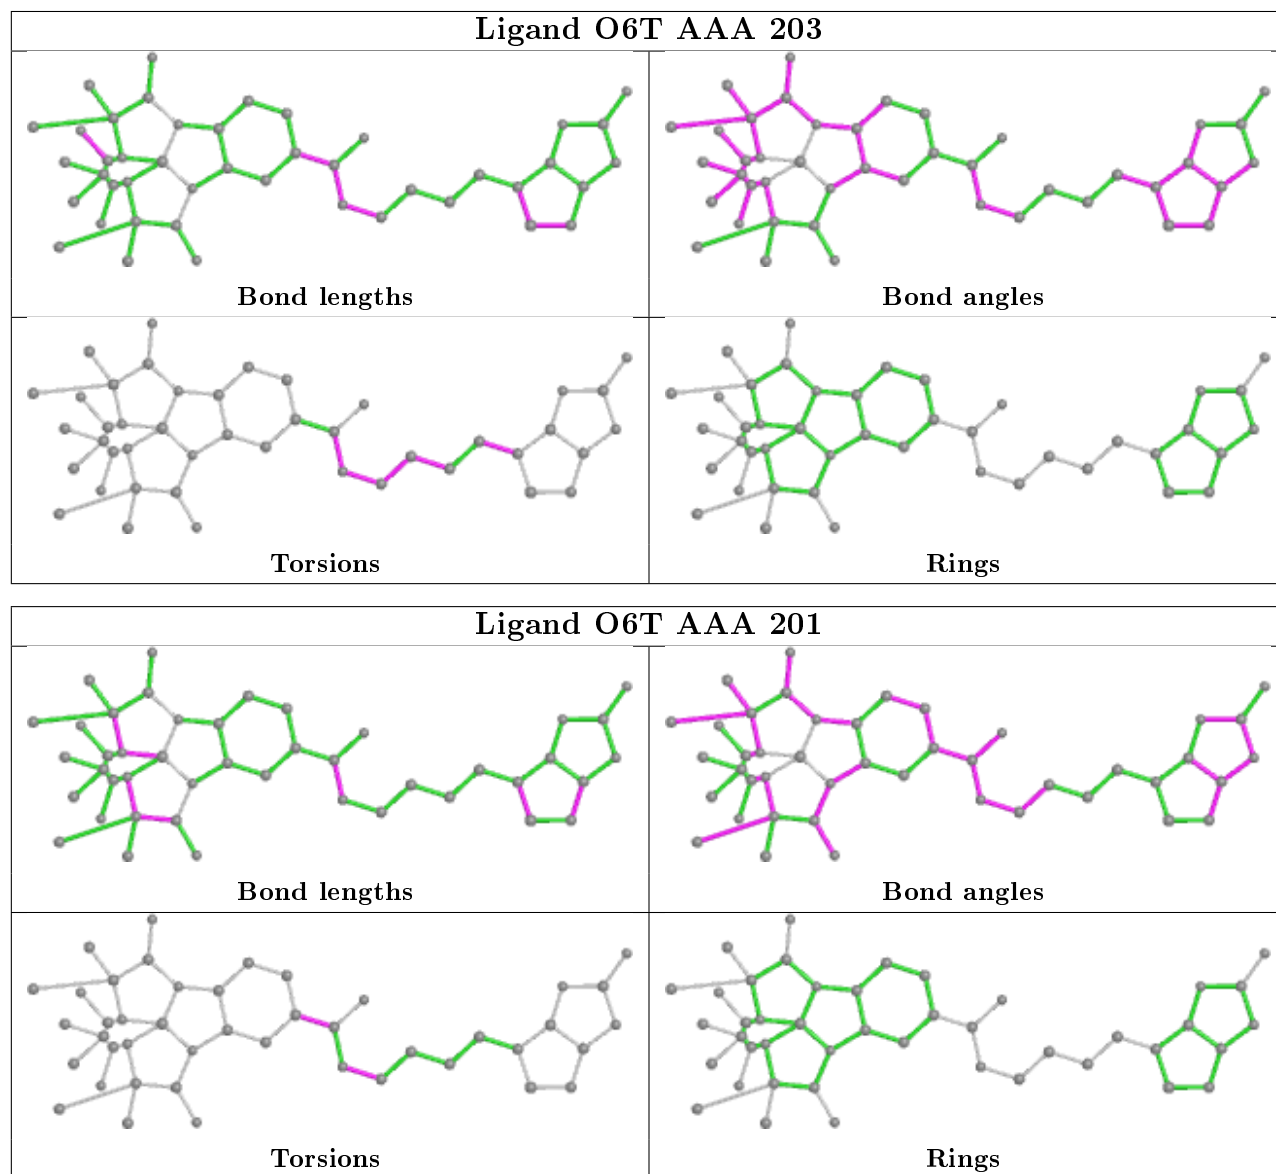 Ligand O6T AAA 203
Bond lengths
Bond angles
Torsions
Rings
Ligand O6T AAA 201
Bond lengths
Bond angles
Torsions
Rings